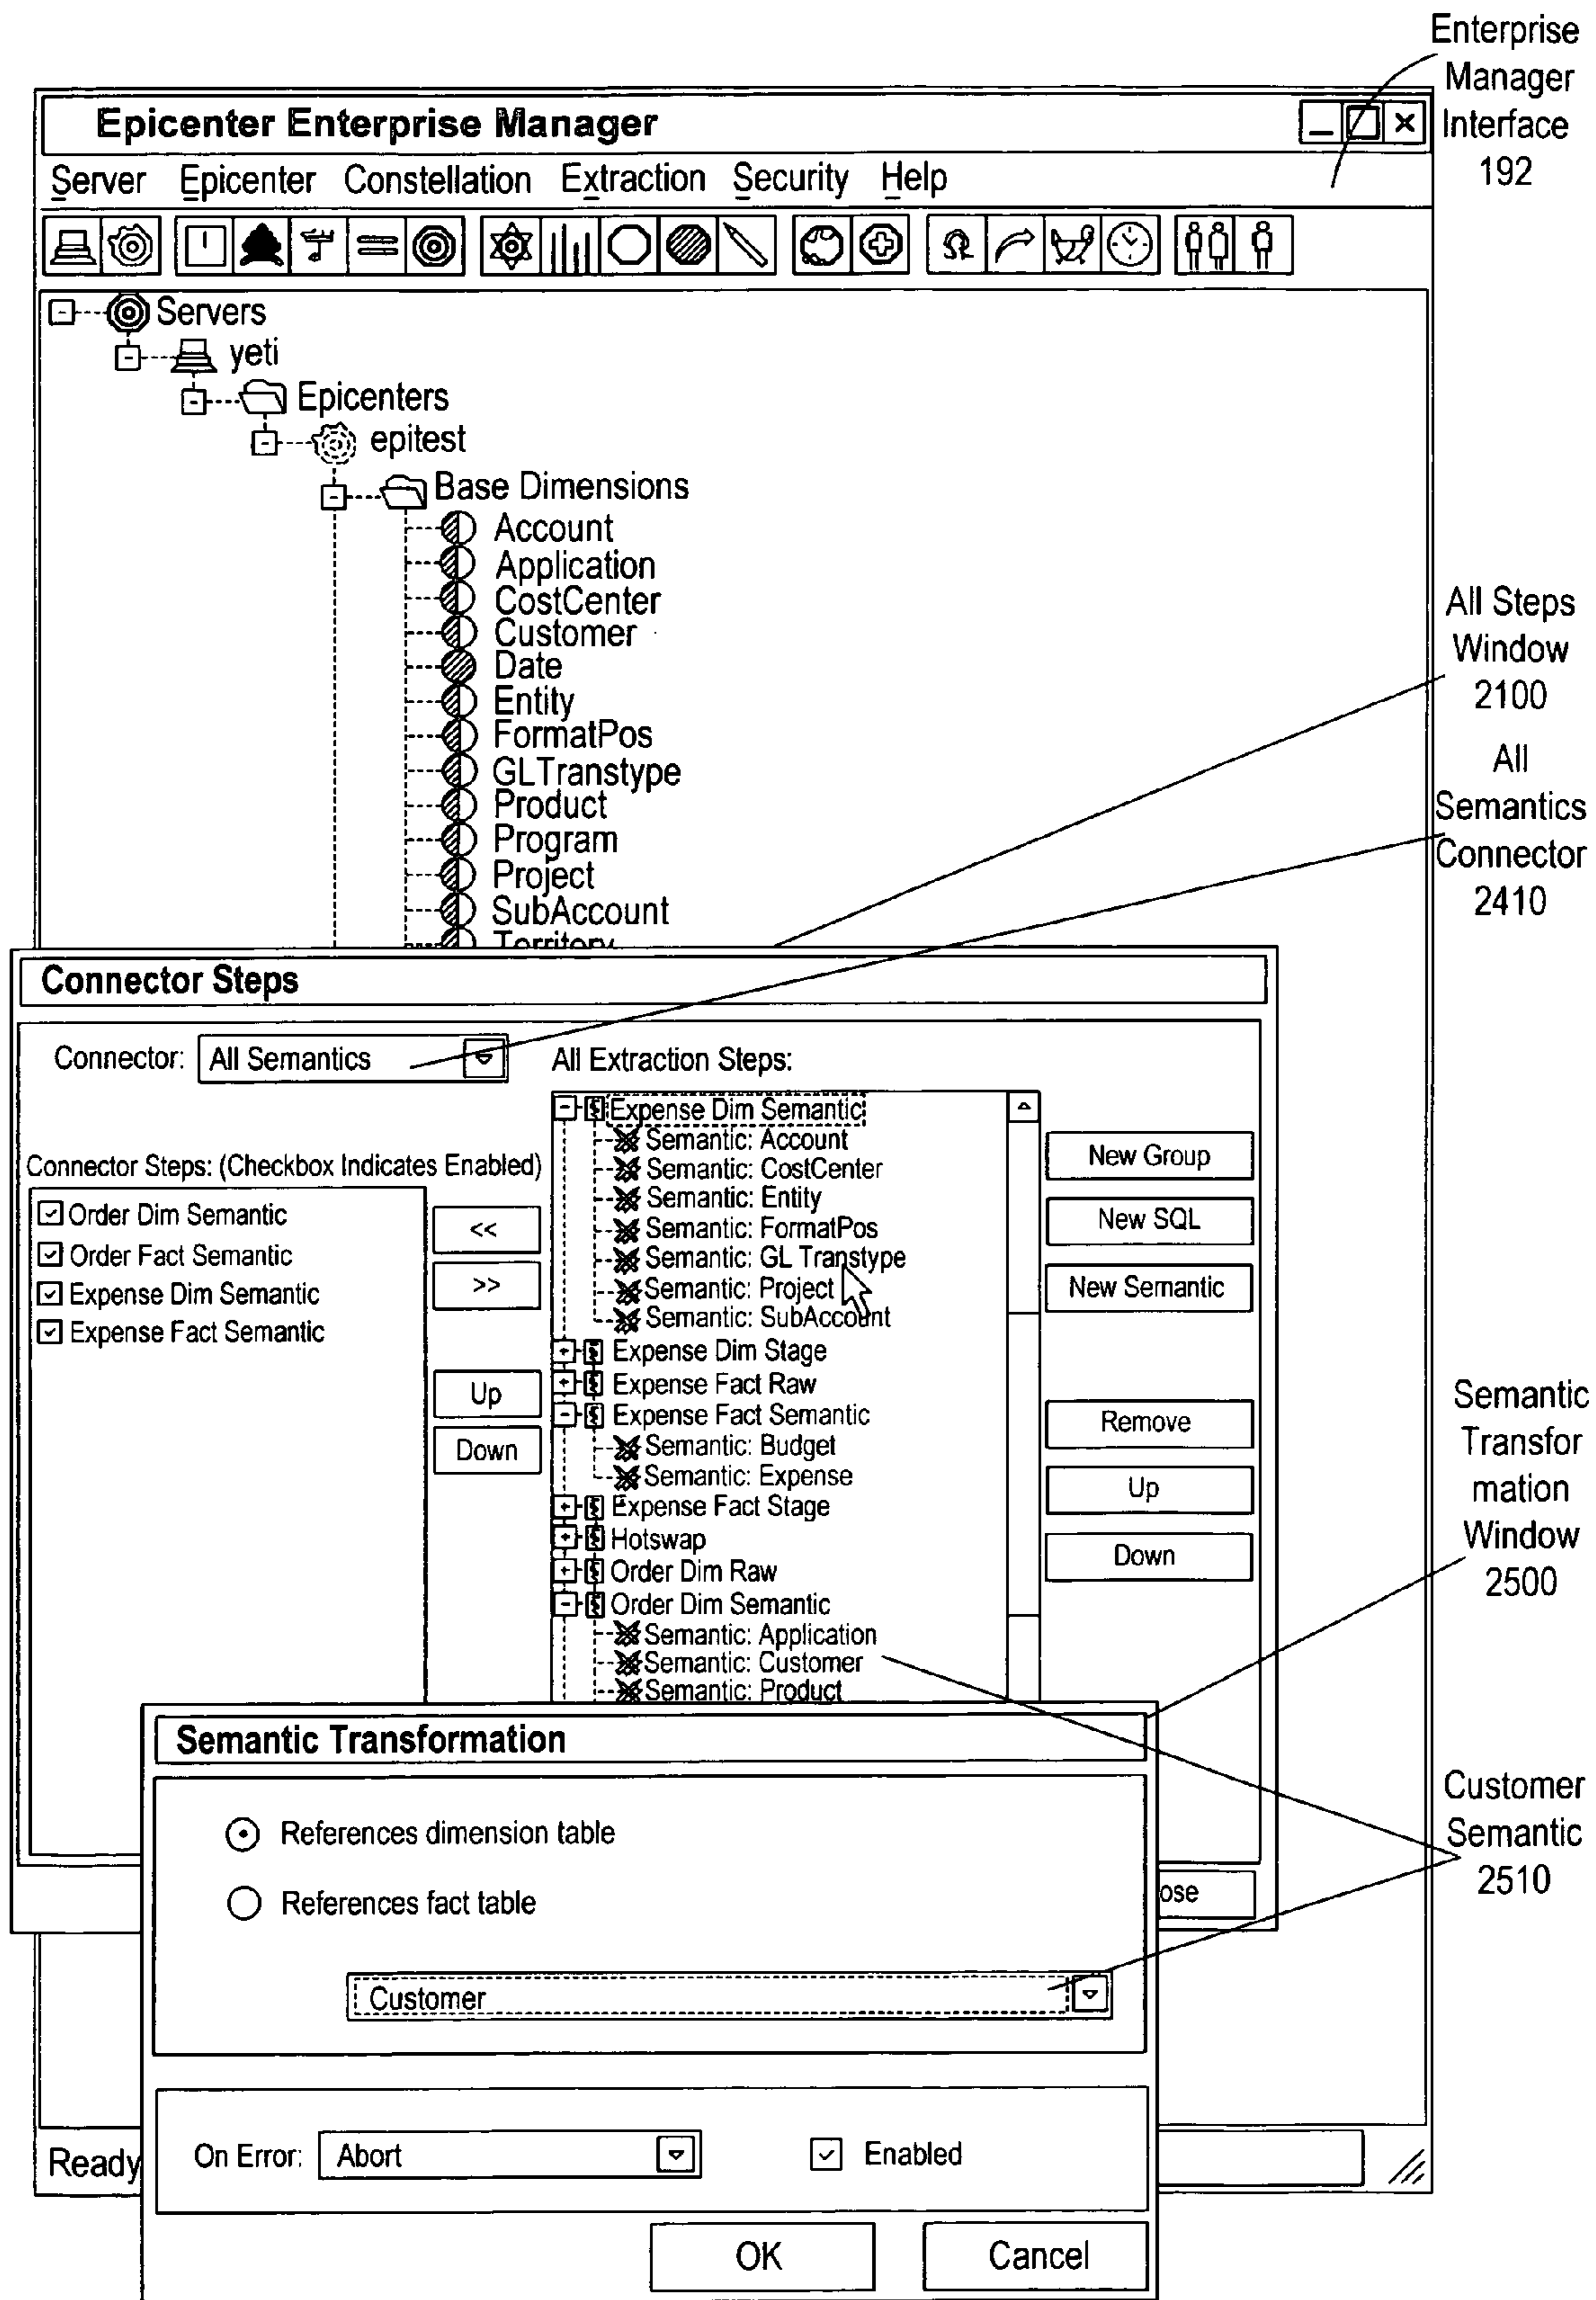 Enterprise
Manager
Interface
192
Epicenter Enterprise Manager
Server Epicenter Constellation Extraction Security Help
Servers
yeti
Epicenters
epitest
Base Dimensions
Account
Application
CostCenter
Customer
Date
Entity
FormatPos
GLTranstype
Product
Program
Project
SubAccount
Territory
All Steps
Window
2100
All
Semantics
Connector
2410
Connector Steps
Connector: All Semantics
All Extraction Steps:
Connector Steps: (Checkbox Indicates Enabled)
Order Dim Semantic
Order Fact Semantic
Expense Dim Semantic
Expense Fact Semantic
<<
>>
Up
Down
Expense Dim Semantic
Semantic: Account
Semantic: CostCenter
Semantic: Entity
Semantic: FormatPos
Semantic: GL Transtype
Semantic: Project
Semantic: SubAccount
Expense Dim Stage
Expense Fact Raw
Expense Fact Semantic
Semantic: Budget
Semantic: Expense
Expense Fact Stage
Hotswap
Order Dim Raw
Order Dim Semantic
Semantic: Application
Semantic: Customer
Semantic: Product
New Group
New SQL
New Semantic
Remove
Up
Down
Semantic
Transfor
mation
Window
2500
Semantic Transformation
References dimension table
References fact table
Customer
Customer
Semantic
2510
ose
Ready
On Error: Abort
Enabled
OK
Cancel